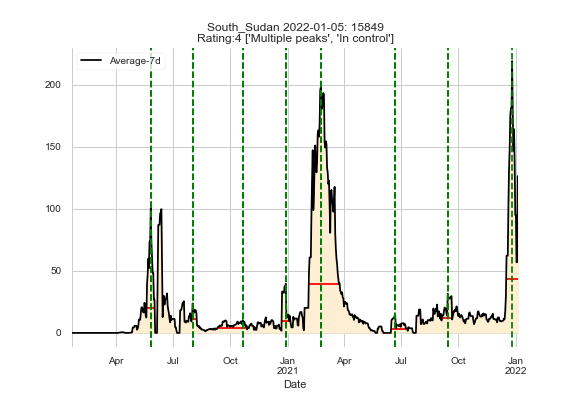 South_Sudan 2022-01-05: 15849
Rating:4 ['Multiple peaks', 'In control']
Average-7d
200
150
100
50
0
Apr Jul Oct Jan Apr Jul Oct Jan
2021 2022
Date